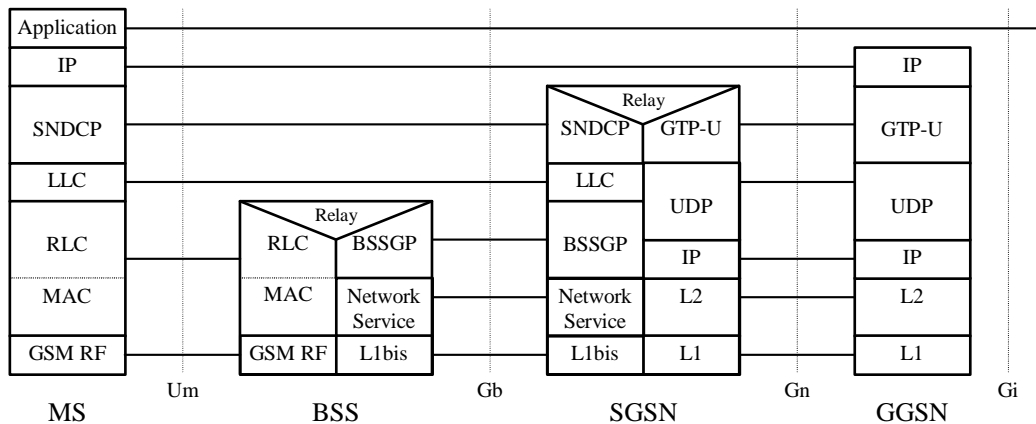 Application
IP
IP
Relay
SNDCP
SNDCP
GTP-U
GTP-U
LLC
LLC
UDP
UDP
Relay
RLC
RLC
BSSGP
BSSGP
IP
IP
MAC
MAC
Network
Service
Network
Service
L2
L2
GSM RF
GSM RF
L1bis
L1bis
L1
L1
Um
Gb
Gn
Gi
MS
BSS
SGSN
GGSN